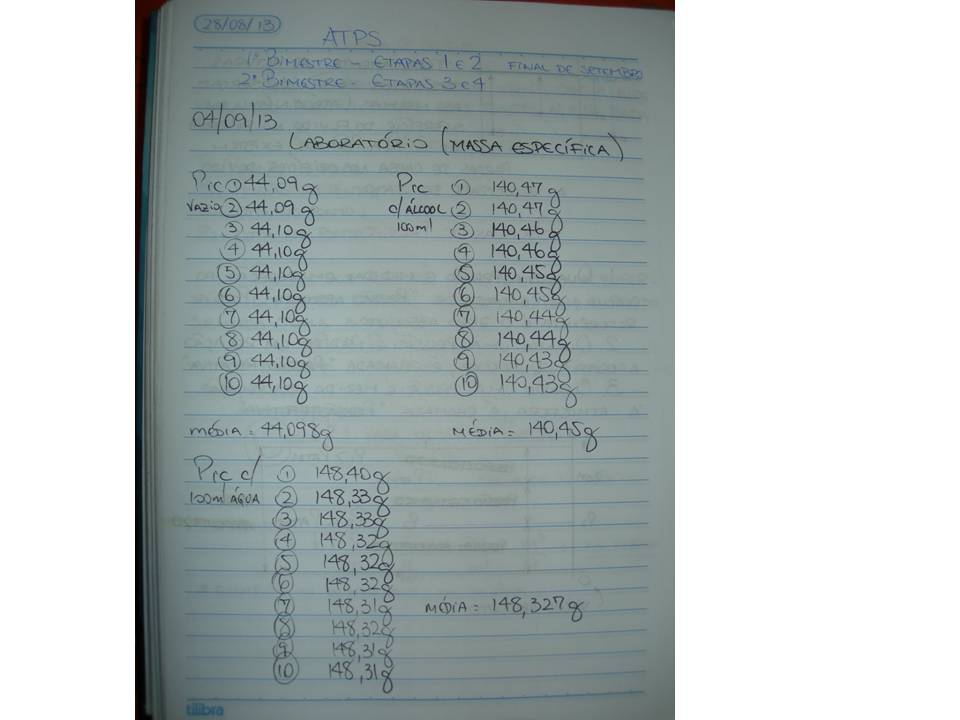 28/08/13
ATPS
1º BIMESTRE - ETAPAS 1 E 2 FINAL DE SETEMBRO
2º BIMESTRE - ETAPAS 3 e 4
04/09/13
LABORATÓRIO (MASSA ESPECÍFICA)
PIC ① 44,09g PIC ① 140,47g
VAZIO ② 44,09g c/ ÁLCOOL ② 140,47g
③ 44,10g 100ml ③ 140,46g
④ 44,10g ④ 140,46g
⑤ 44,10g ⑤ 140,45g
⑥ 44,10g ⑥ 140,45g
⑦ 44,10g ⑦ 140,44g
⑧ 44,10g ⑧ 140,44g
⑨ 44,10g ⑨ 140,43g
⑩ 44,10g ⑩ 140,43g
MÉDIA = 44,098g MÉDIA = 140,45g
PIC c/ ① 148,40g
100ml ÁGUA ② 148,33g
③ 148,33g
④ 148,32g
⑤ 148,32g
⑥ 148,32g
⑦ 148,31g MÉDIA = 148,327g
⑧ 148,32g
⑨ 148,31g
⑩ 148,31g
tilibra